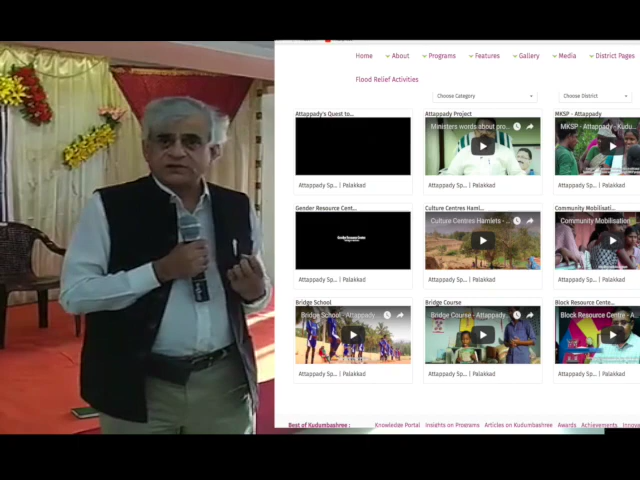 Home About Programs Features Gallery Media District Pages
Flood Relief Activities
Choose Category Choose District
Attappady's Quest to... Attappady Project MKSP - Attappady
Ministers words about pro... MKSP - Attappady - Kudu...
Attappady Sp... | Palakkad Attappady Sp... | Palakkad Attappady Sp... | Palakkad
Gender Resource Cent... Culture Centres Haml... Community Mobilisati...
Culture Centres Hamlets - ... Community Mobilisation
Attappady Sp... | Palakkad Attappady Sp... | Palakkad Attappady Sp... | Palakkad
Bridge School Bridge Course Block Resource Cente...
Bridge School - Attappady Bridge Course - Attappady... Block Resource Centre - A...
Attappady Sp... | Palakkad Attappady Sp... | Palakkad Attappady Sp... | Palakkad
Best of Kudumbashree : Knowledge Portal Insights on Programs Articles on Kudumbashree Awards Achievements Innova